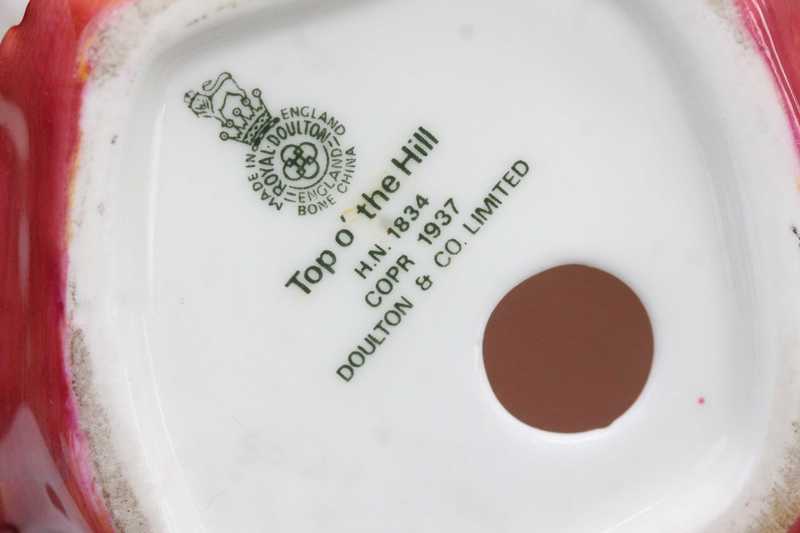 MADE IN ENGLAND
ROYAL·DOULTON
ENGLAND
BONE CHINA
Top o' the Hill
H.N. 1834
COPR 1937
DOULTON & CO. LIMITED